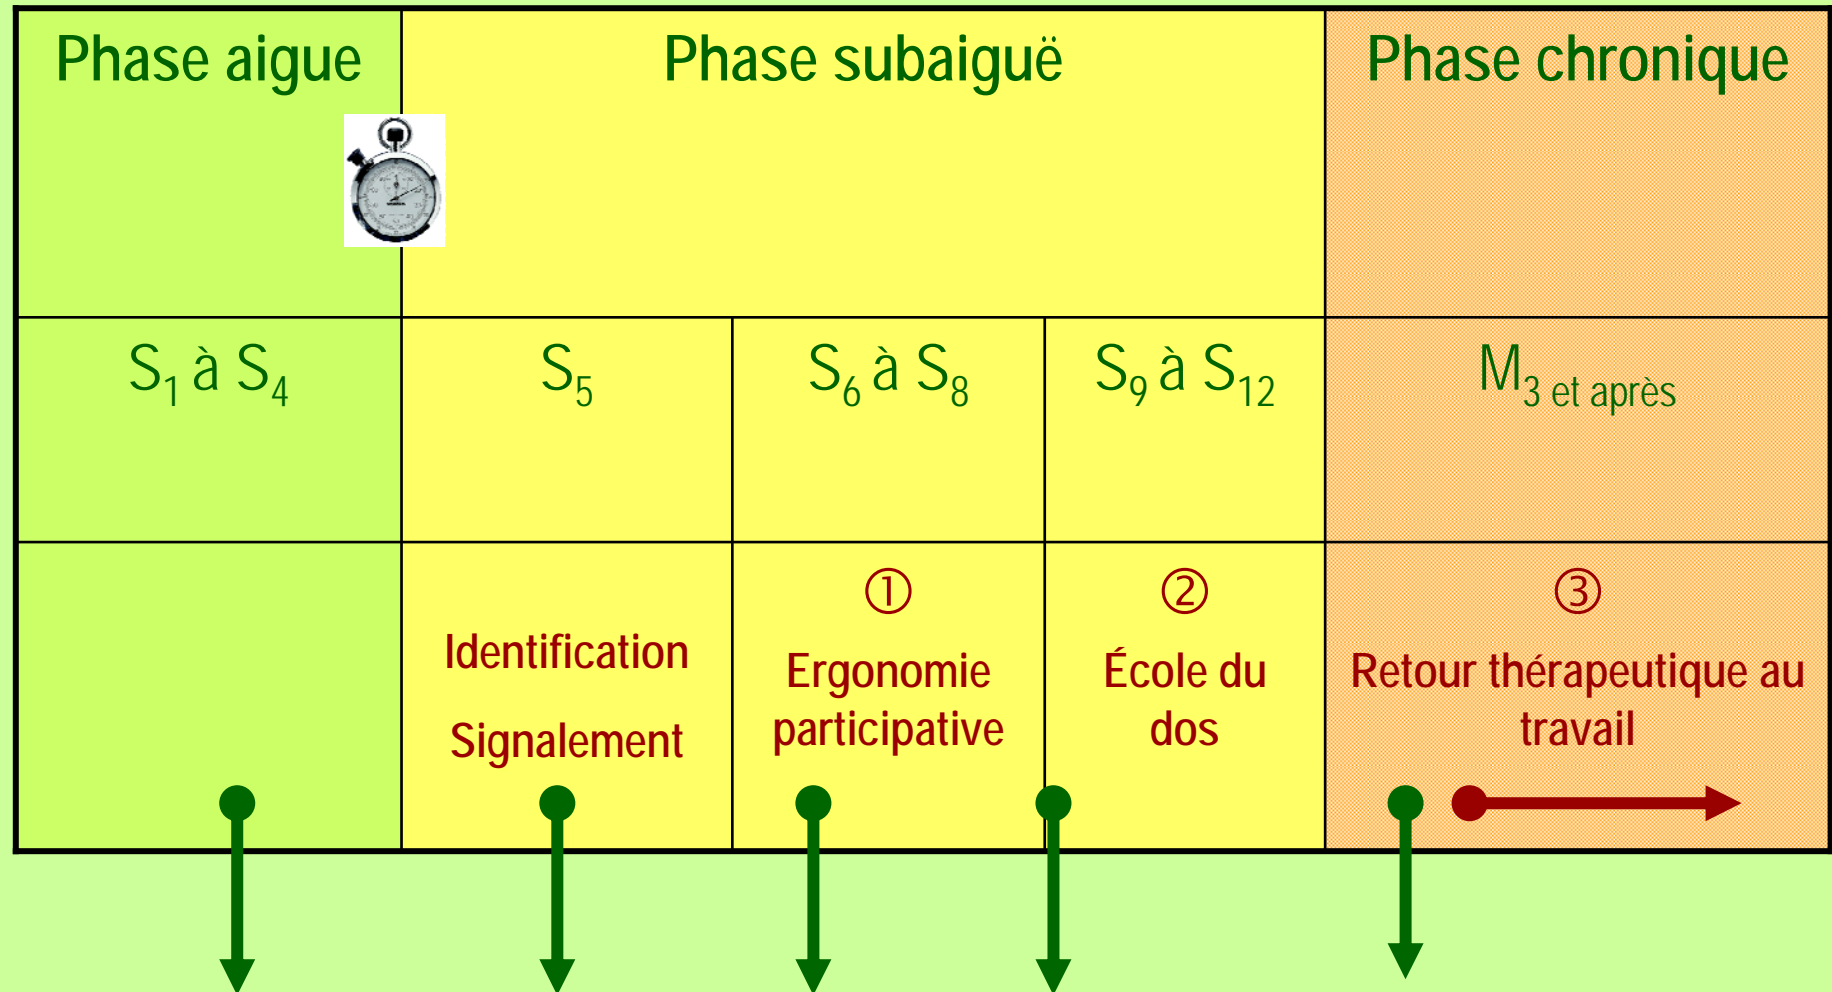 Phase aigue
Phase subaiguë
Phase chronique
S₁ à S₄
S₅
S₆ à S₈
S₉ à S₁₂
M₃ et après
Identification
Signalement
①
Ergonomie
participative
②
École du
dos
③
Retour thérapeutique au
travail